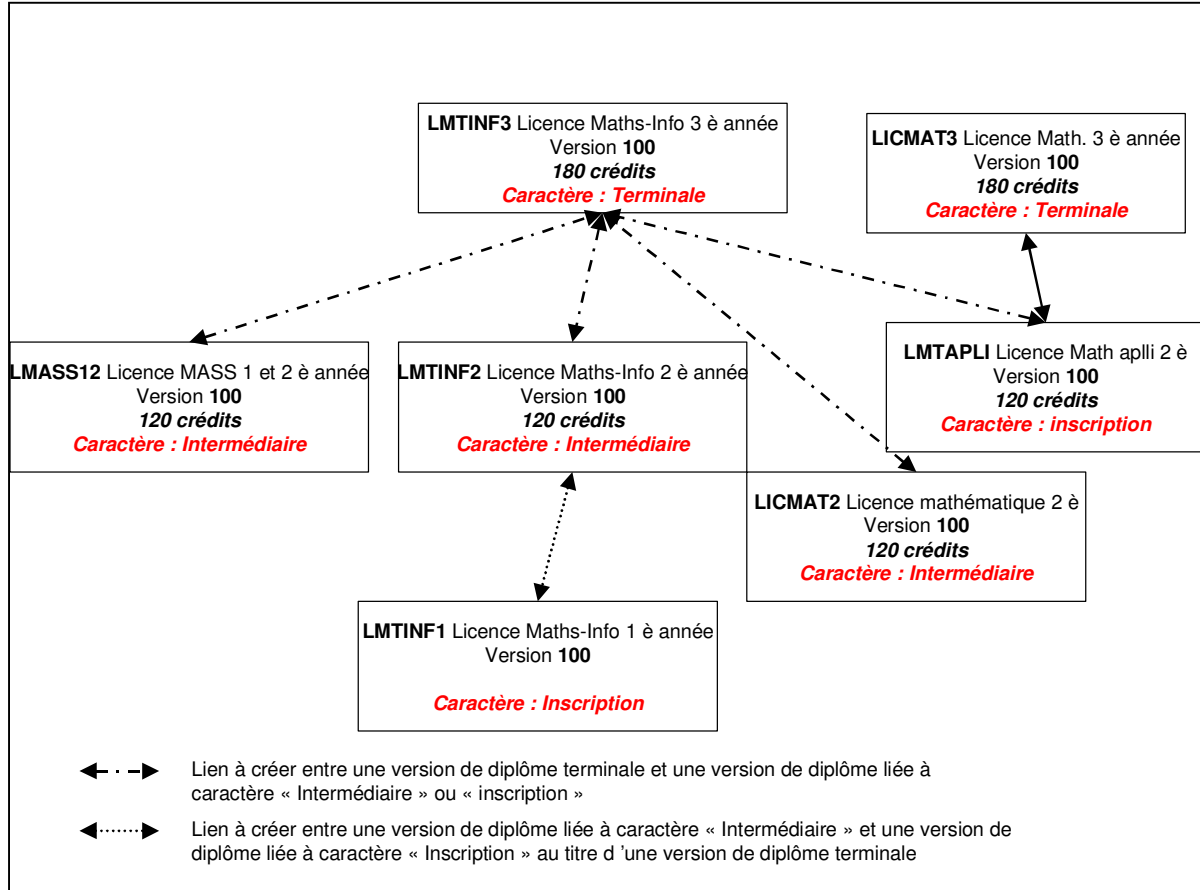 LMTINF3 Licence Maths-Info 3 è année
Version 100
180 crédits
Caractère : Terminale
LICMAT3 Licence Math. 3 è année
Version 100
180 crédits
Caractère : Terminale
LMASS12 Licence MASS 1 et 2 è année
Version 100
120 crédits
Caractère : Intermédiaire
LMTINF2 Licence Maths-Info 2 è année
Version 100
120 crédits
Caractère : Intermédiaire
LMTAPLI Licence Math aplli 2 è
Version 100
120 crédits
Caractère : inscription
LICMAT2 Licence mathématique 2 è
Version 100
120 crédits
Caractère : Intermédiaire
LMTINF1 Licence Maths-Info 1 è année
Version 100
Caractère : Inscription
Lien à créer entre une version de diplôme terminale et une version de diplôme liée à
caractère « Intermédiaire » ou « inscription »
Lien à créer entre une version de diplôme liée à caractère « Intermédiaire » et une version de
diplôme liée à caractère « Inscription » au titre d 'une version de diplôme terminale